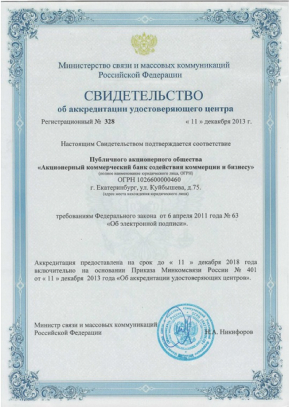 Министерство связи и массовых коммуникаций
Российской Федерации
СВИДЕТЕЛЬСТВО
об аккредитации удостоверяющего центра
Регистрационный № 328 « 11 » декабря 2013 г.
Настоящим Свидетельством подтверждается соответствие
Публичного акционерного общества
«Акционерный коммерческий банк содействия коммерции и бизнесу»
(полное наименование юридического лица, ОГРН)
ОГРН 1026600000460
г. Екатеринбург, ул. Куйбышева, д.75.
(адрес места нахождения юридического лица)
требованиям Федерального закона от 6 апреля 2011 года № 63
«Об электронной подписи».
Аккредитация предоставлена на срок до « 11 » декабря 2018 г.
включительно на основании Приказа Минкомсвязи России № 401
от « 11 » декабря 2013 года «Об аккредитации удостоверяющих центров».
Министр связи и массовых коммуникаций
Российской Федерации
Н.А. Никифоров